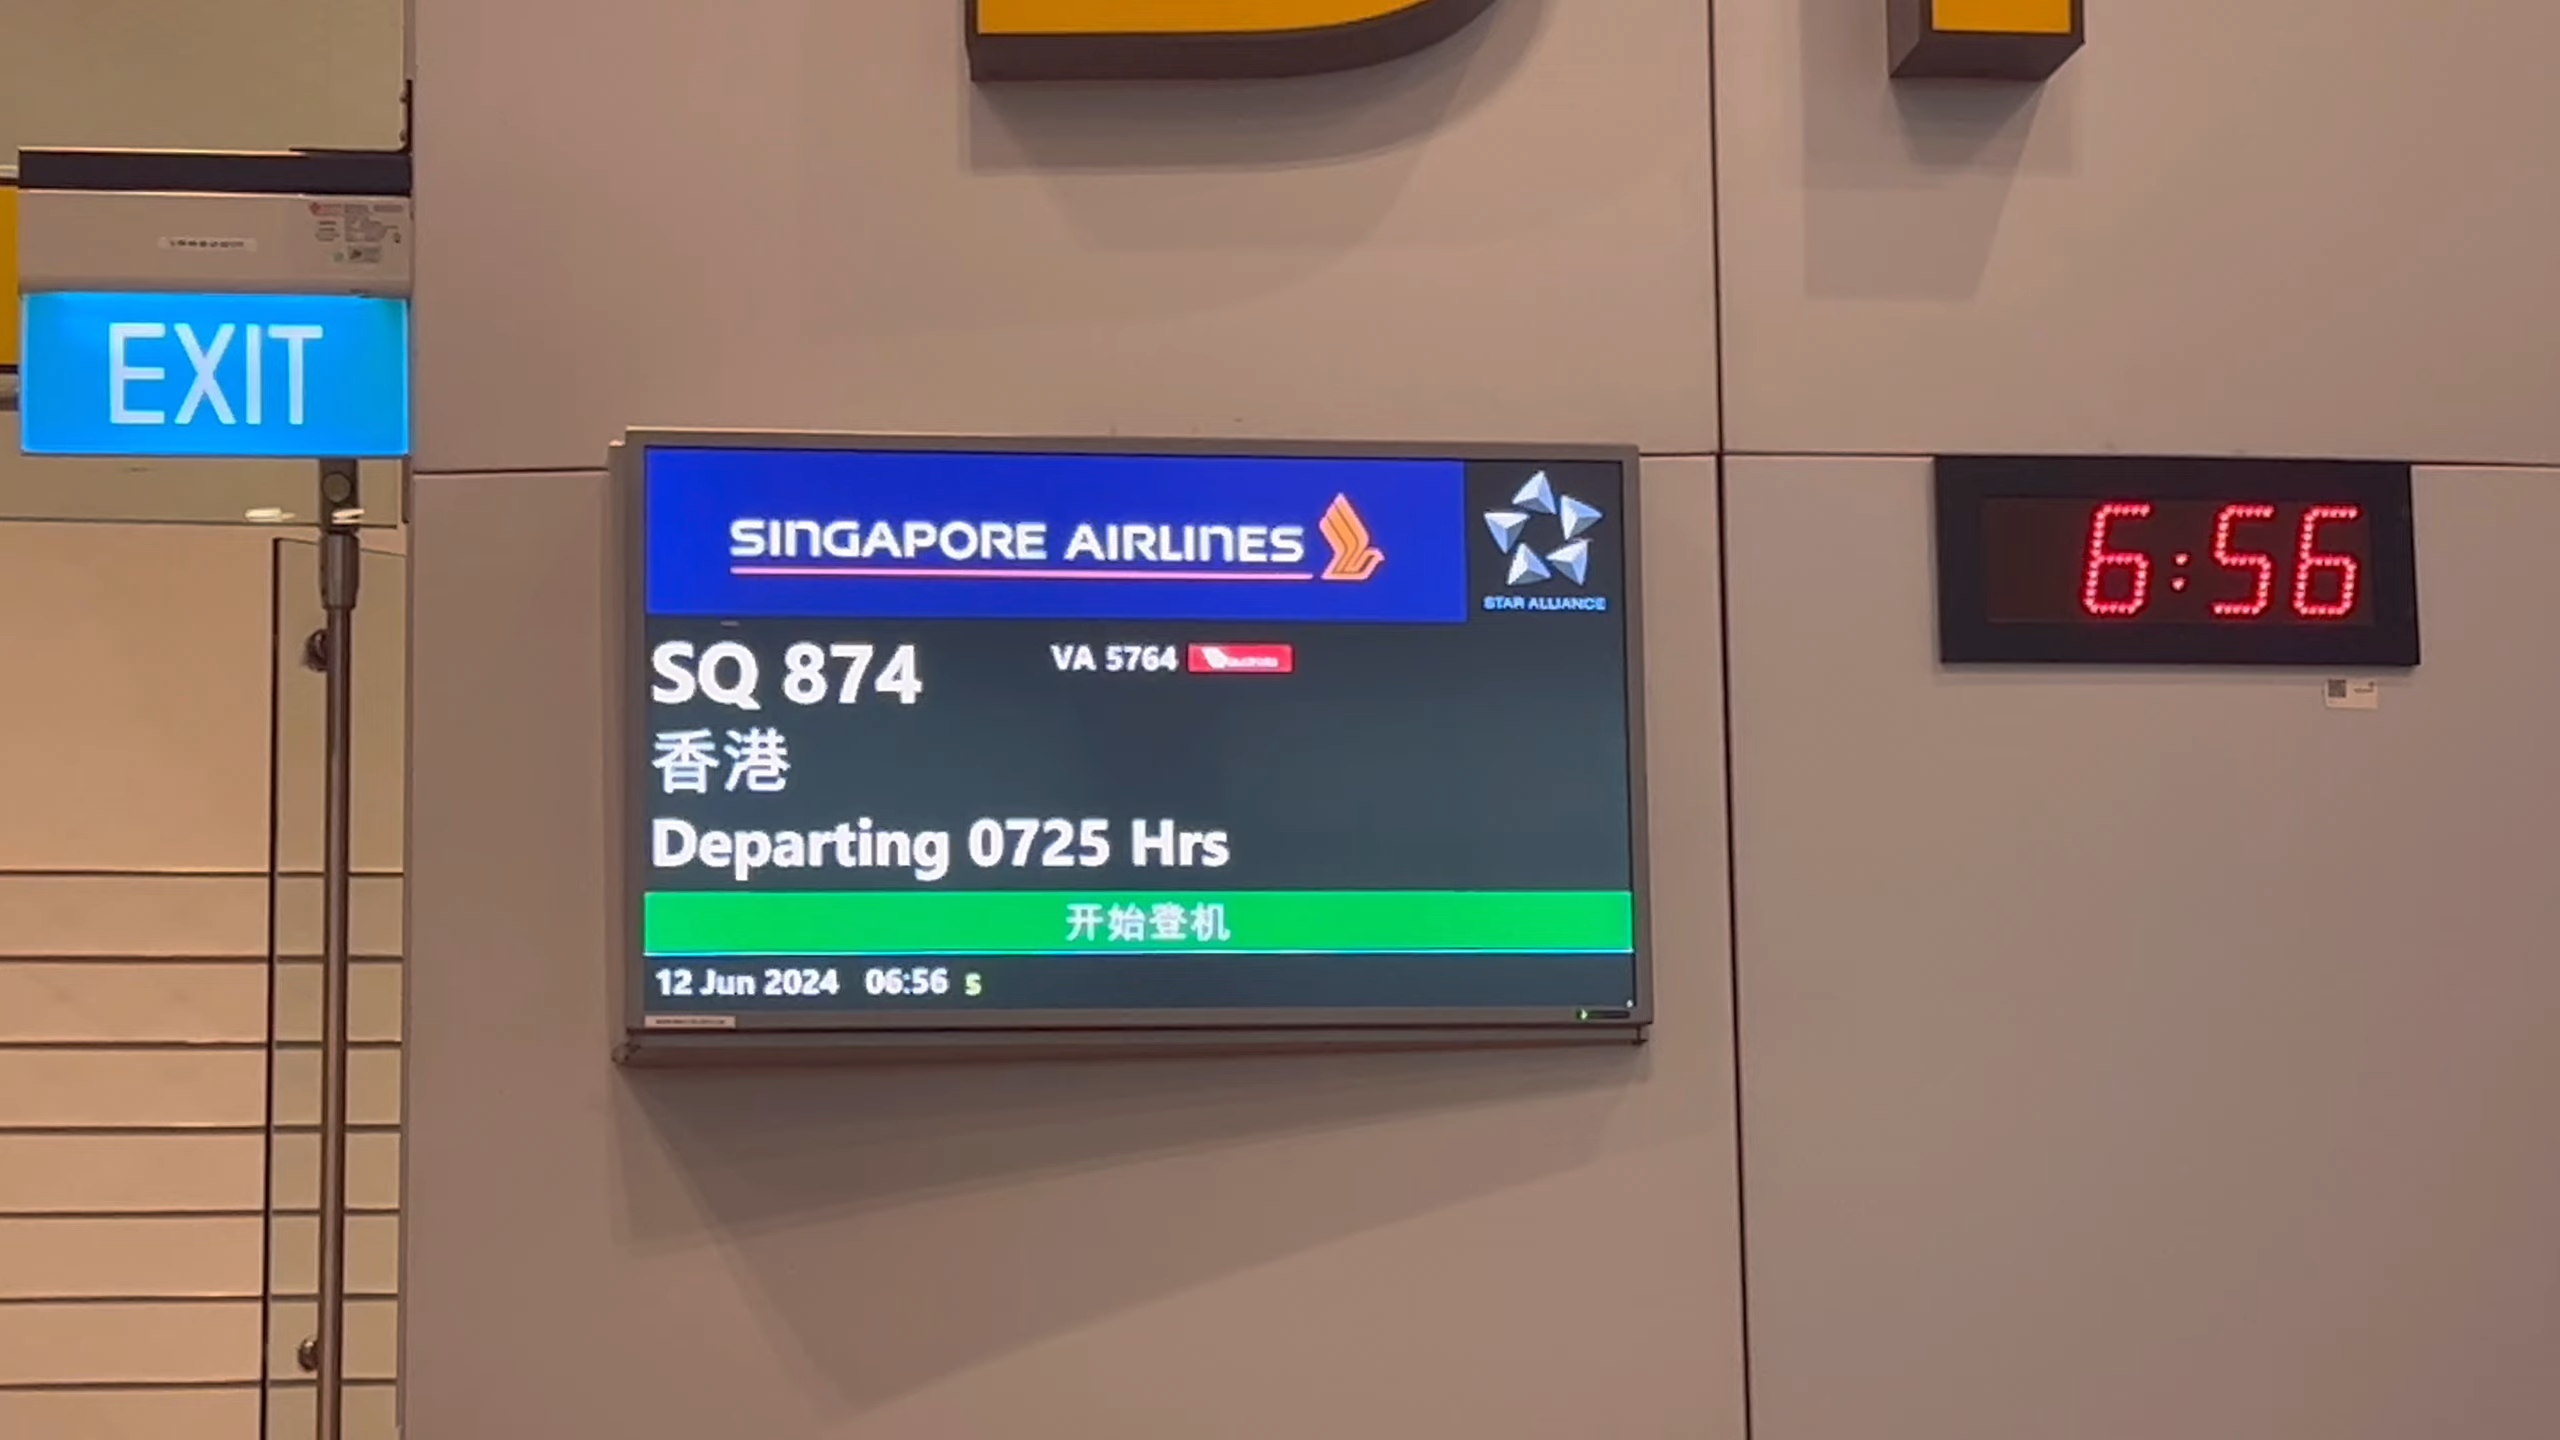 EXIT
SINGAPORE AIRLINES
STAR ALLIANCE
SQ 874
VA 5764
香港
Departing 0725 Hrs
开始登机
12 Jun 2024 06:56 S
6:56